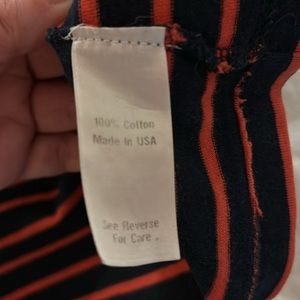 100% Cotton
Made In USA
See Reverse
For Care .